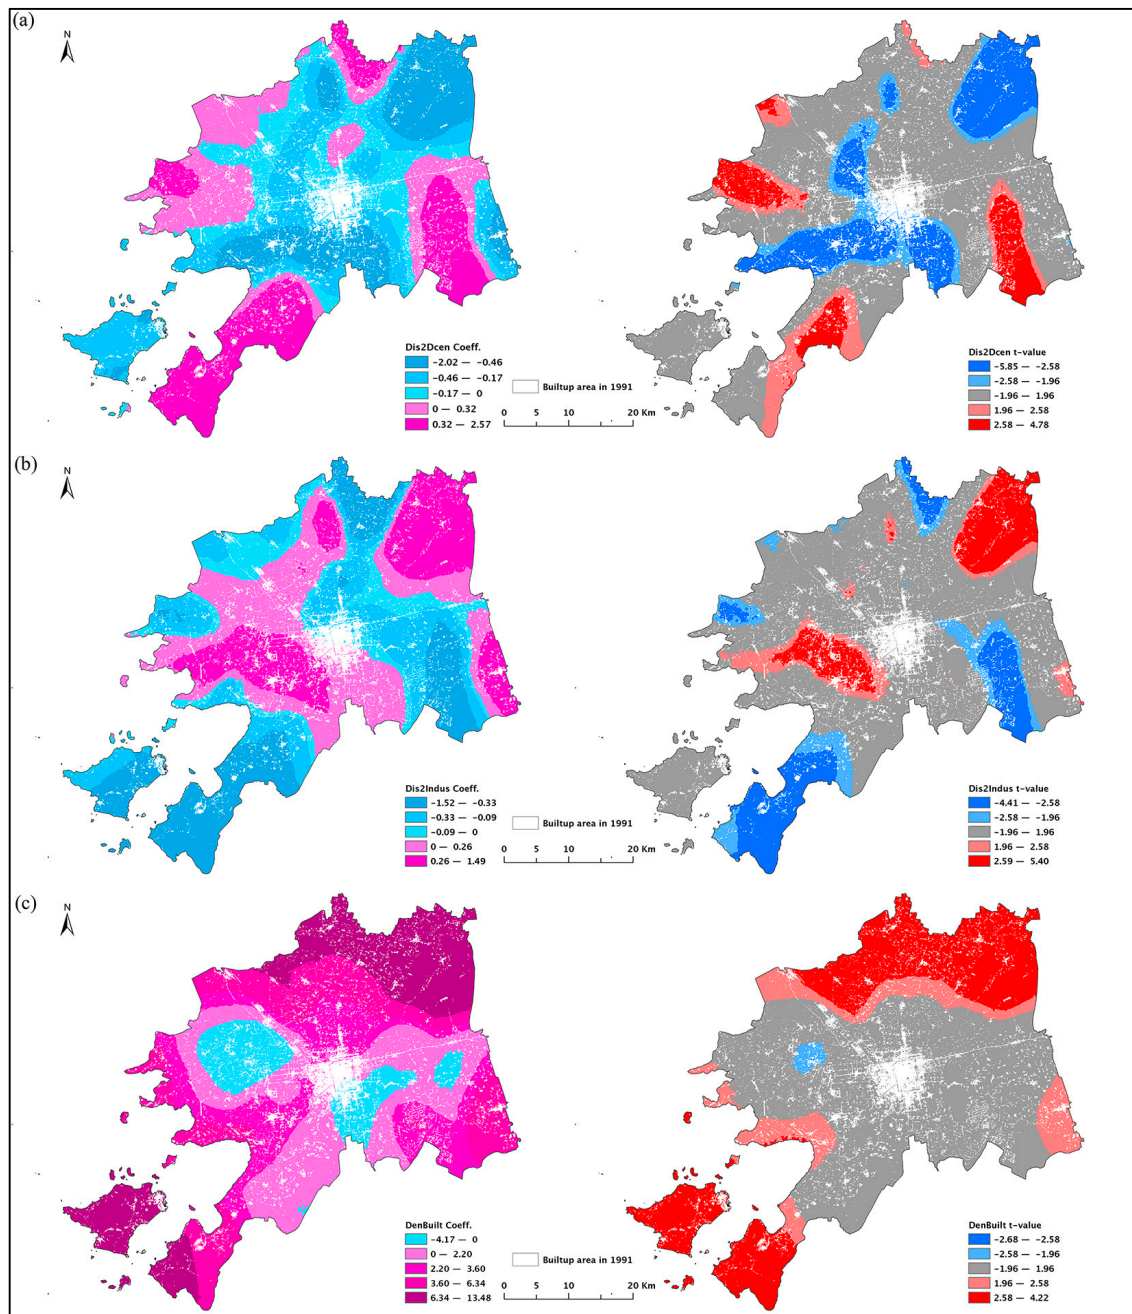 (a)
N
Dis2Dcen Coeff.
−2.02 — −0.46
−0.46 — −0.17
−0.17 — 0
0 — 0.32
0.32 — 2.57
Builtup area in 1991
0 5 10 20 Km
Dis2Dcen t-value
−5.85 — −2.58
−2.58 — −1.96
−1.96 — 1.96
1.96 — 2.58
2.58 — 4.78
(b)
N
Dis2Indus Coeff.
−1.52 — −0.33
−0.33 — −0.09
−0.09 — 0
0 — 0.26
0.26 — 1.49
Builtup area in 1991
0 5 10 20 Km
Dis2Indus t-value
−4.41 — −2.58
−2.58 — −1.96
−1.96 — 1.96
1.96 — 2.58
2.59 — 5.40
(c)
N
DenBuilt Coeff.
−4.17 — 0
0 — 2.20
2.20 — 3.60
3.60 — 6.34
6.34 — 13.48
Builtup area in 1991
0 5 10 20 Km
DenBuilt t-value
−2.68 — −2.58
−2.58 — −1.96
−1.96 — 1.96
1.96 — 2.58
2.58 — 4.22